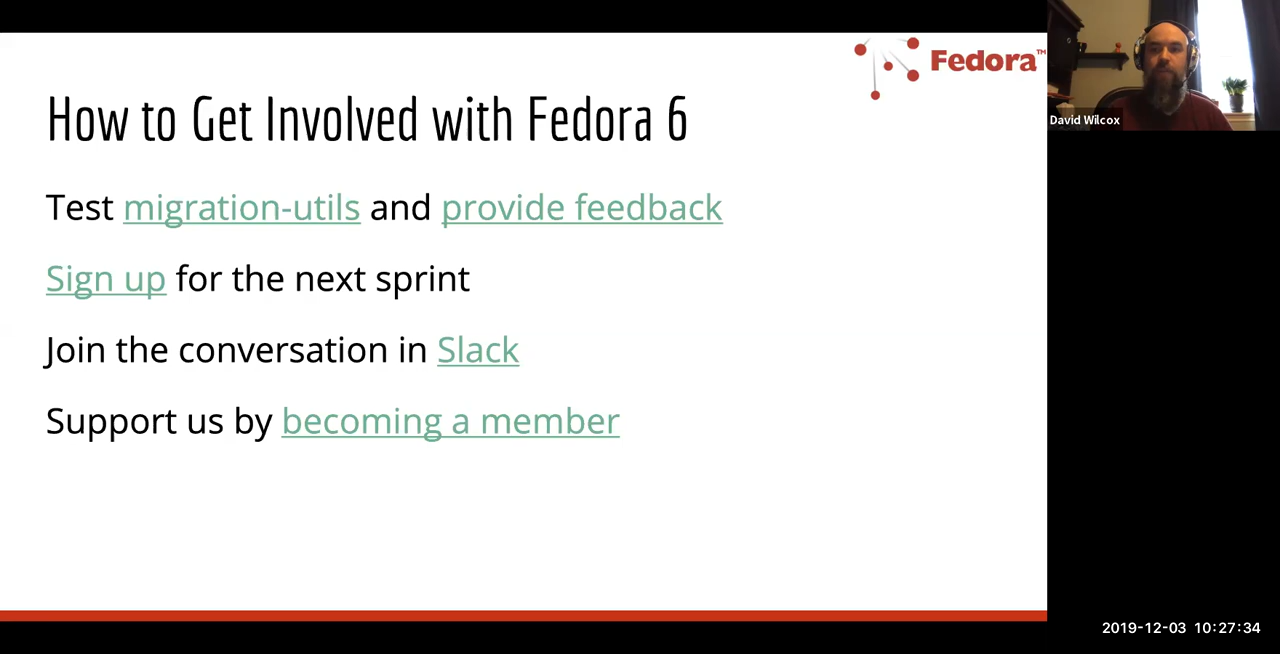 Fedora™
How to Get Involved with Fedora 6
Test migration-utils and provide feedback
Sign up for the next sprint
Join the conversation in Slack
Support us by becoming a member
David Wilcox
2019-12-03 10:27:34